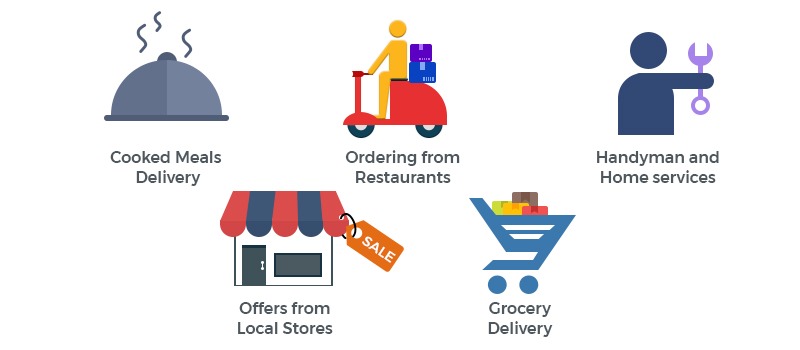 Cooked Meals
Delivery
Ordering from
Restaurants
Handyman and
Home services
SALE
Offers from
Local Stores
Grocery
Delivery